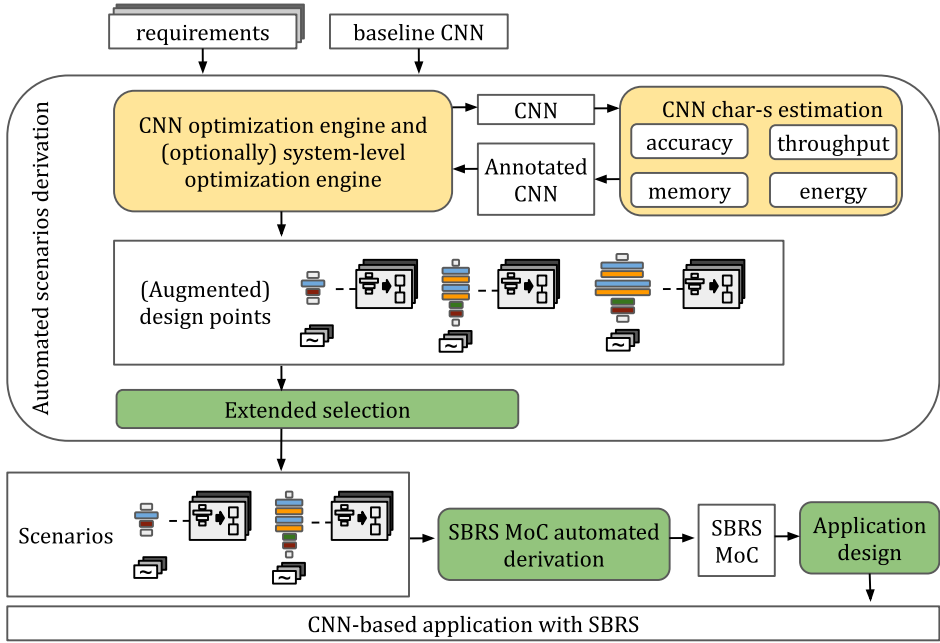 requirements
baseline CNN
Automated scenarios derivation
CNN optimization engine and
(optionally) system-level
optimization engine
CNN
Annotated
CNN
CNN char-s estimation
accuracy
throughput
memory
energy
(Augmented)
design points
~
~
~
Extended selection
Scenarios
~
~
SBRS MoC automated
derivation
SBRS
MoC
Application
design
CNN-based application with SBRS